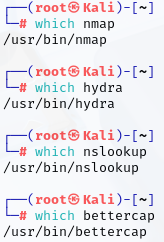 ┌──(root㉿Kali)-[~]
└─# which nmap
/usr/bin/nmap
┌──(root㉿Kali)-[~]
└─# which hydra
/usr/bin/hydra
┌──(root㉿Kali)-[~]
└─# which nslookup
/usr/bin/nslookup
┌──(root㉿Kali)-[~]
└─# which bettercap
/usr/bin/bettercap